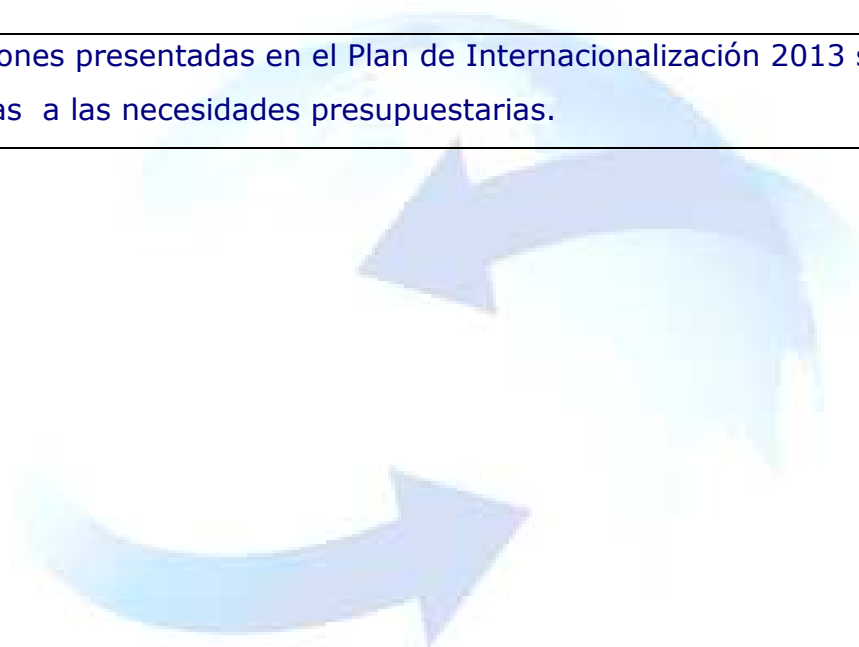 ones presentadas en el Plan de Internacionalización 2013 s
as a las necesidades presupuestarias.